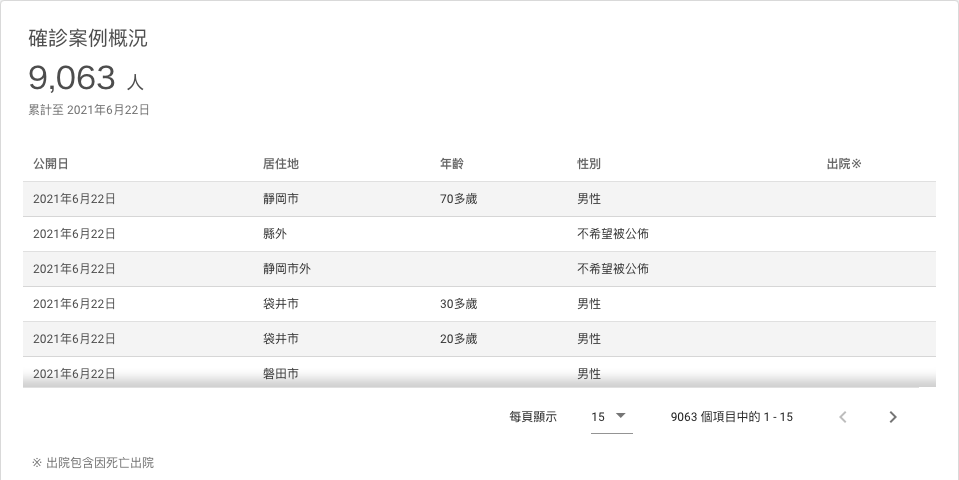 確診案例概況
9,063 人
累計至 2021年6月22日
公開日 居住地 年齡 性別 出院※
2021年6月22日 靜岡市 70多歲 男性
2021年6月22日 縣外 不希望被公佈
2021年6月22日 静岡市外 不希望被公佈
2021年6月22日 袋井市 30多歲 男性
2021年6月22日 袋井市 20多歲 男性
2021年6月22日 磐田市 男性
每頁顯示 15 9063 個項目中的 1 - 15
※ 出院包含因死亡出院